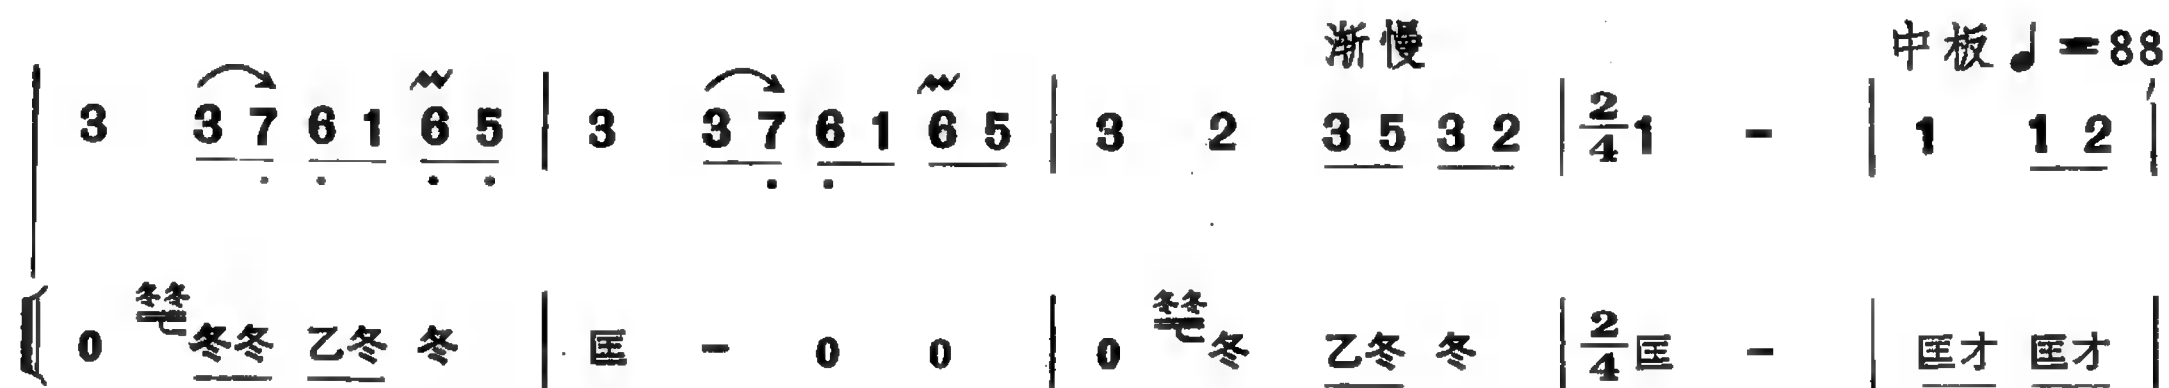 渐慢 中板 ♩=88
3 3 7 6 1 6 5 | 3 3 7 6 1 6 5 | 3 2 3 5 3 2 | 2/4 1 - | 1 1 2 |
冬冬 冬冬
0 冬冬 乙冬 冬 | 匡 - 0 0 | 0 冬 乙冬 冬 | 2/4 匡 - | 匡才 匡才 |